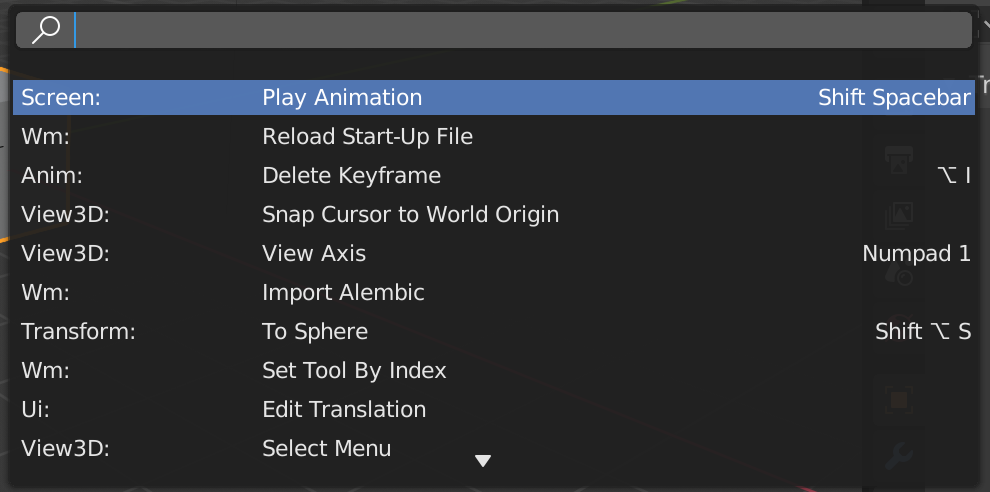 Screen: Play Animation Shift Spacebar
Wm: Reload Start-Up File
Anim: Delete Keyframe ⌥ I
View3D: Snap Cursor to World Origin
View3D: View Axis Numpad 1
Wm: Import Alembic
Transform: To Sphere Shift ⌥ S
Wm: Set Tool By Index
Ui: Edit Translation
View3D: Select Menu